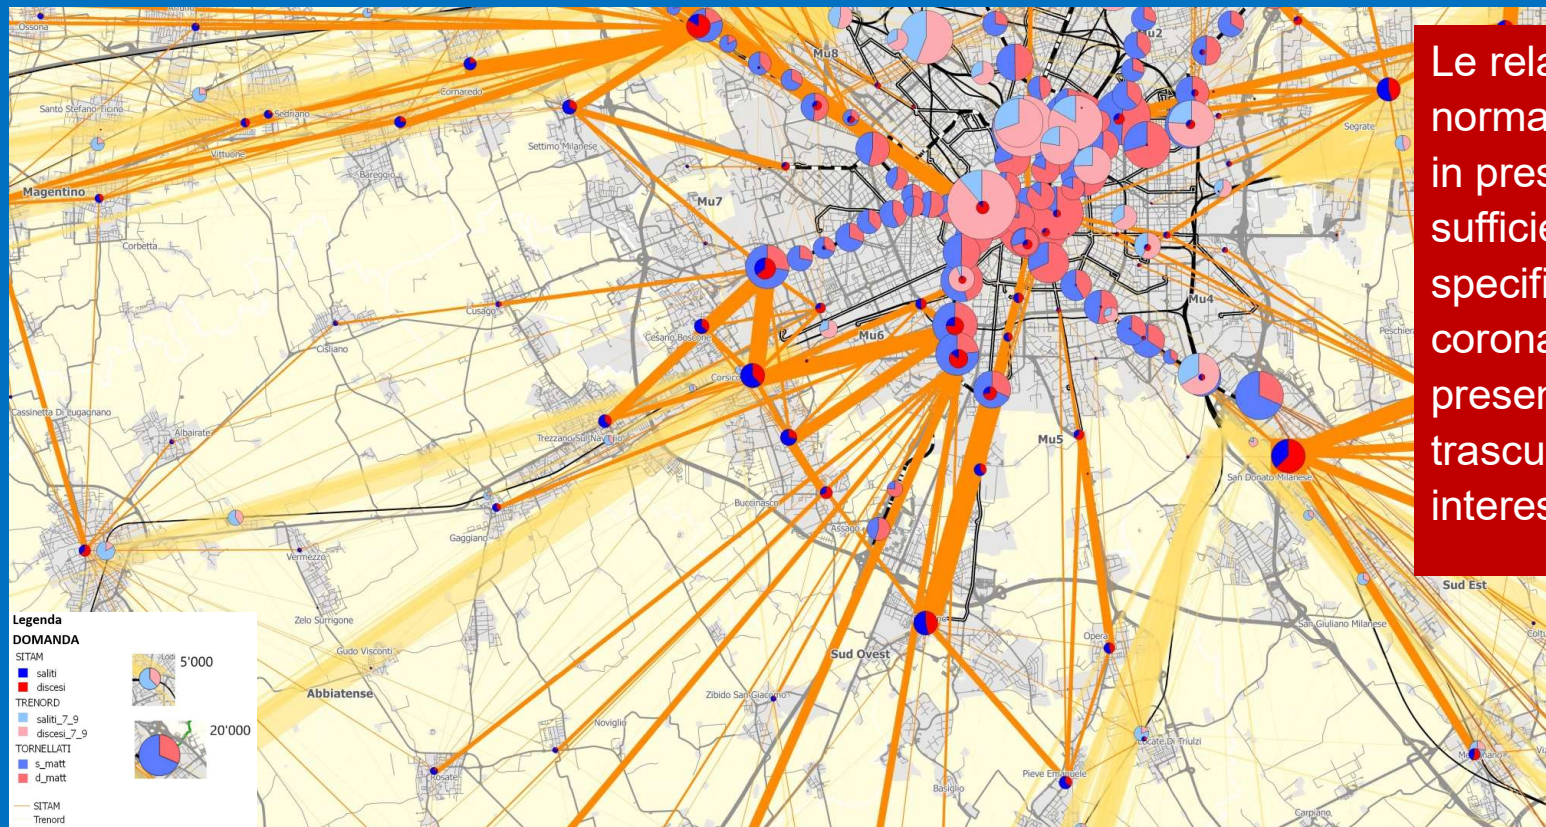 Ossona
Santo Stefano Ticino
Sedriano
Vittuone
Cornaredo
Bareggio
Settimo Milanese
Magentino
Corbetta
Mu8
Mu2
Mu7
Segrate
Cusago
Cisliano
Cesano Boscone
Mu6
Mu4
Cassinetta Di Lugagnano
Albairate
Trezzano Sul Naviglio
Mu5
San Donato Milanese
Buccinasco
Assago
Gaggiano
Vermezzo
Zelo Surrigone
Gudo Visconti
Abbiatense
Sud Ovest
Opera
San Giuliano Milanese
Sud Est
Zibido San Giacomo
Noviglio
Rosate
Basiglio
Pieve Emanuele
Locate Di Triulzi
Carpiano
Le rela
norma
in pres
sufficie
specifi
corona
presen
trascu
interes
Legenda
DOMANDA
SITAM
saliti
discesi
TRENORD
saliti_7_9
discesi_7_9
TORNELLATI
s_matt
d_matt
SITAM
Trenord
5'000
20'000